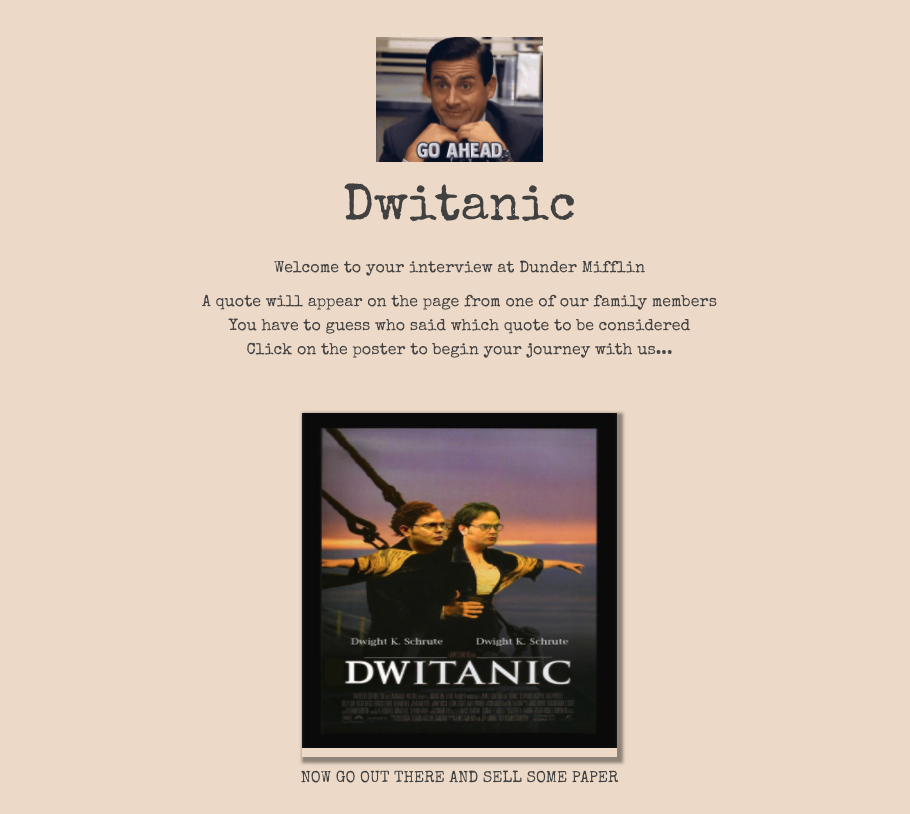 GO AHEAD.
Dwitanic
Welcome to your interview at Dunder Mifflin
A quote will appear on the page from one of our family members
You have to guess who said which quote to be considered
Click on the poster to begin your journey with us...
Dwight K. Schrute Dwight K. Schrute
DWITANIC
NOW GO OUT THERE AND SELL SOME PAPER